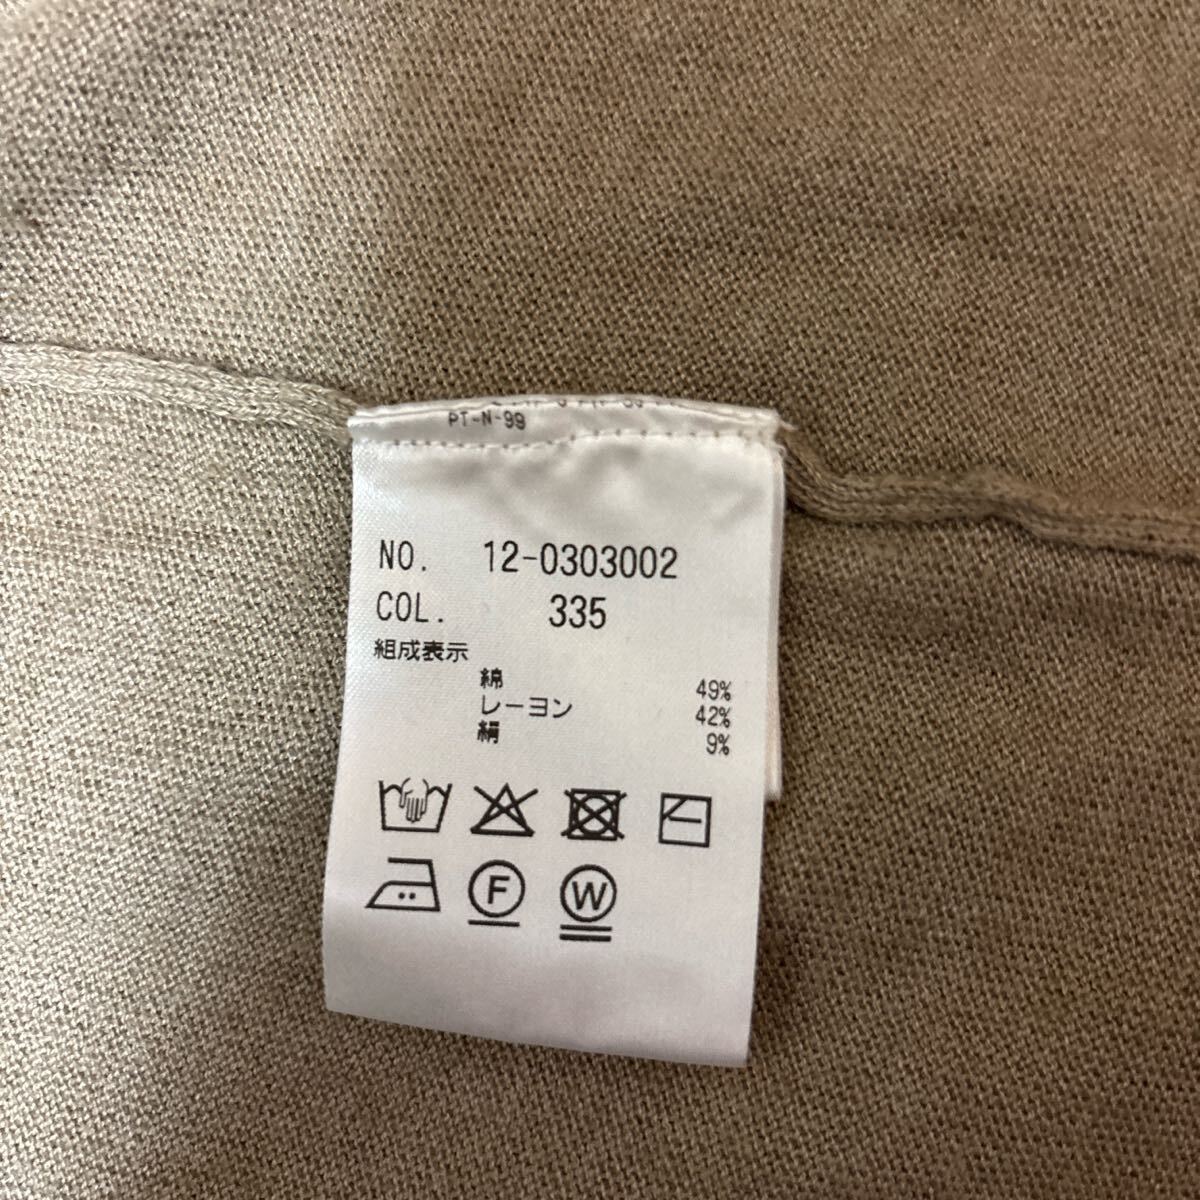 PT-N-99
NO. 12-0303002
COL. 335
組成表示
綿 49%
レーヨン 42%
絹 9%
F W